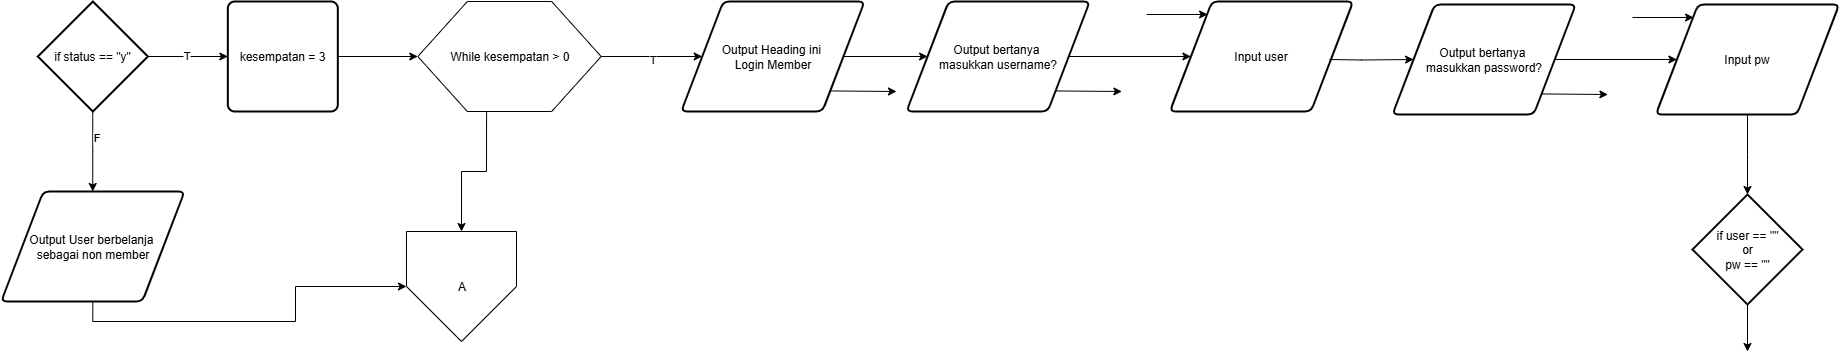 if status == "y"
T
kesempatan = 3
While kesempatan > 0
T
Output Heading ini
Login Member
Output bertanya
masukkan username?
Input user
Output bertanya
masukkan password?
Input pw
F
Output User berbelanja
sebagai non member
A
if user == ""
or
pw == ""